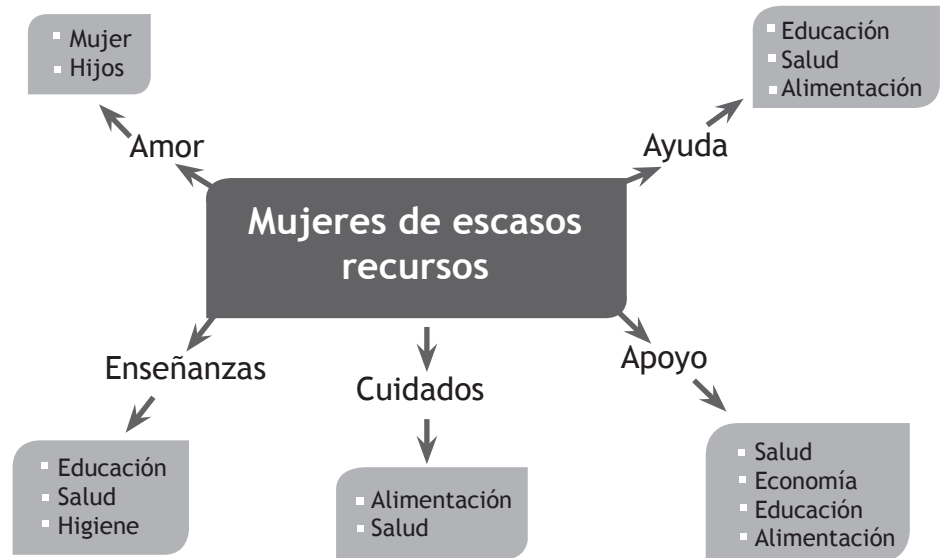 Mujer
Hijos
Educación
Salud
Alimentación
Amor
Ayuda
Mujeres de escasos
recursos
Enseñanzas
Cuidados
Apoyo
Educación
Salud
Higiene
Alimentación
Salud
Salud
Economía
Educación
Alimentación